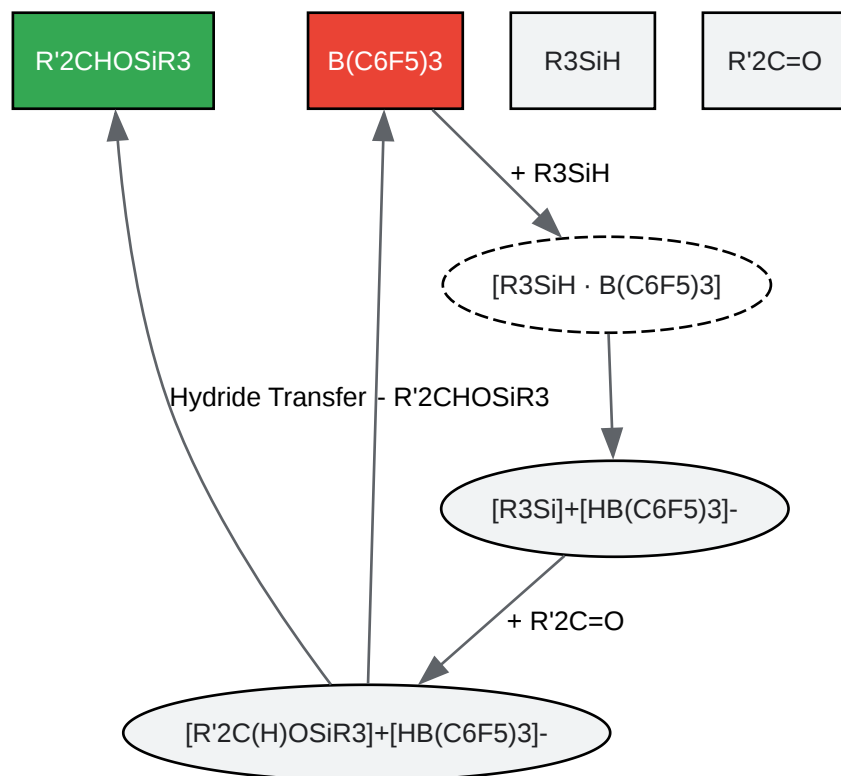 R'2CHOSiR3
B(C6F5)3
R3SiH
R'2C=O
+ R3SiH
[R3SiH · B(C6F5)3]
Hydride Transfer
- R'2CHOSiR3
[R3Si]+[HB(C6F5)3]-
+ R'2C=O
[R'2C(H)OSiR3]+[HB(C6F5)3]-